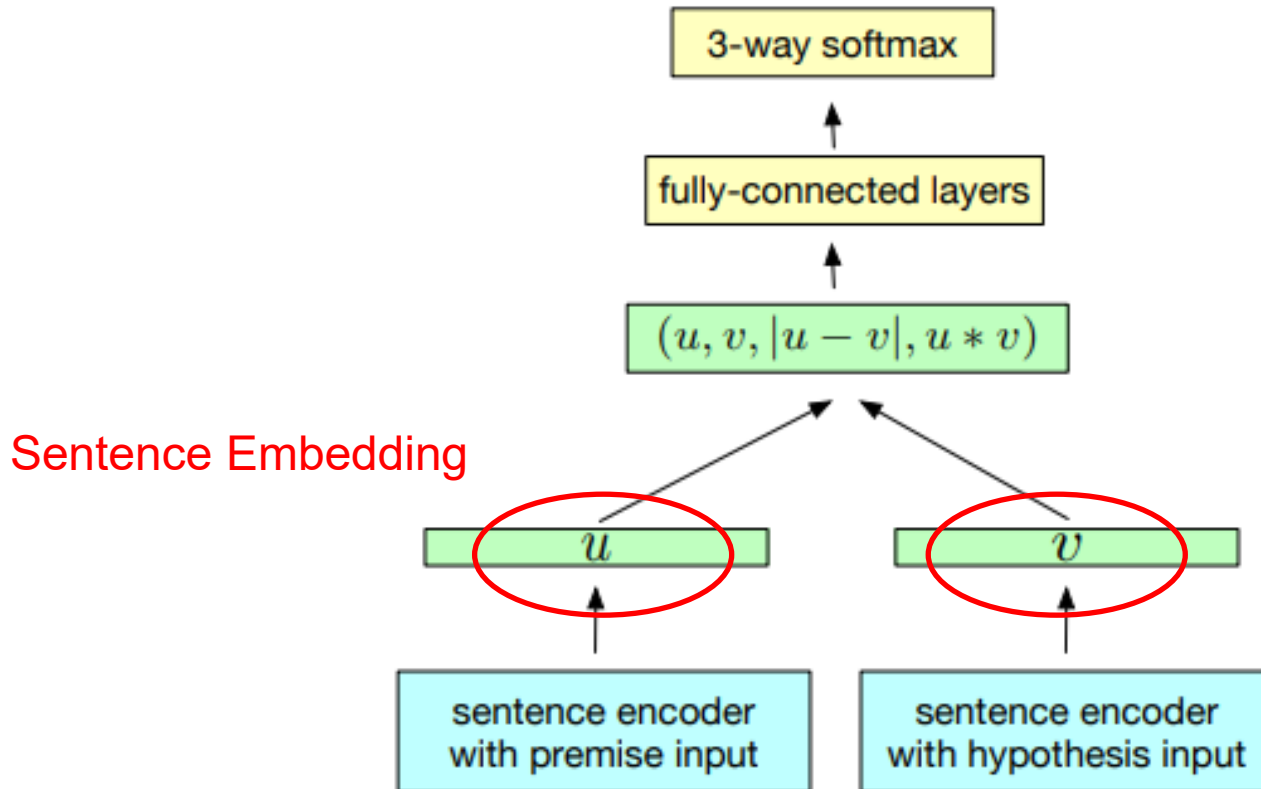 3-way softmax
fully-connected layers
(u, v, |u − v|, u ∗ v)
Sentence Embedding
u
v
sentence encoder
with premise input
sentence encoder
with hypothesis input